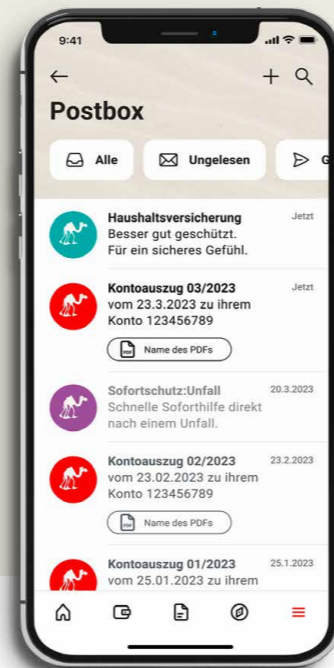 9:41
Postbox
Alle
Ungelesen
G
Haushaltsversicherung
Jetzt
Besser gut geschützt.
Für ein sicheres Gefühl.
Kontoauszug 03/2023
Jetzt
vom 23.3.2023 zu ihrem
Konto 123456789
PDF
Name des PDFs
Sofortschutz:Unfall
20.3.2023
Schnelle Soforthilfe direkt
nach einem Unfall.
Kontoauszug 02/2023
23.2.2023
vom 23.02.2023 zu ihrem
Konto 123456789
PDF
Name des PDFs
Kontoauszug 01/2023
25.1.2023
vom 25.01.2023 zu ihrem